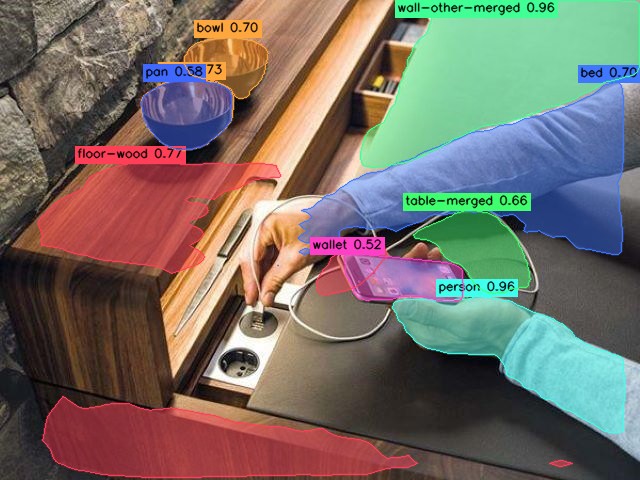 wall-other-merged 0.96
bowl 0.70
pan 0.58
73
bed 0.70
floor-wood 0.77
table-merged 0.66
wallet 0.52
person 0.96